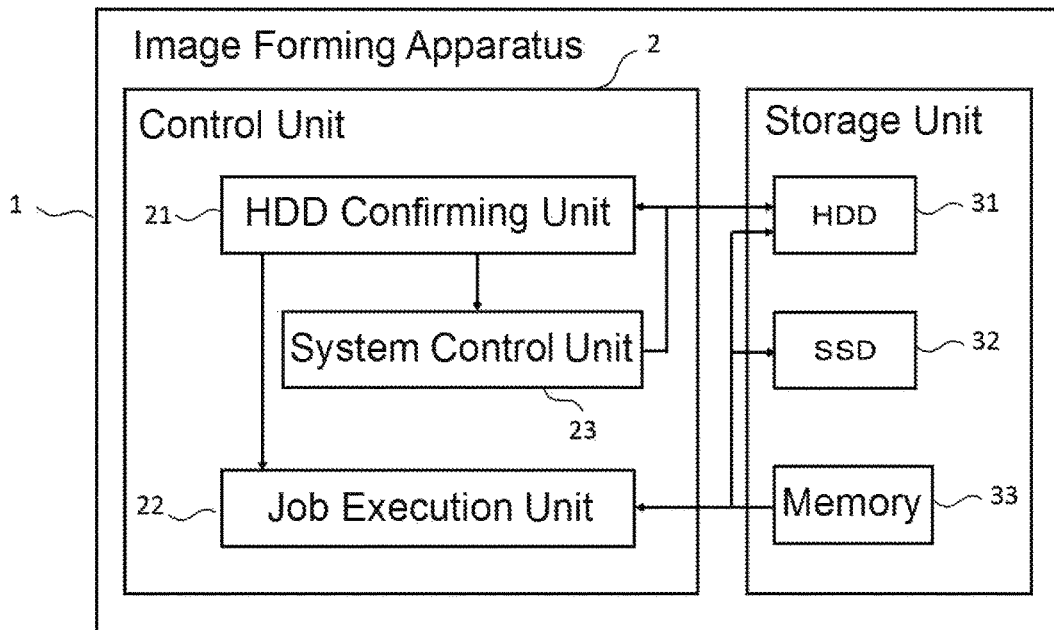 Image Forming Apparatus
2
Control Unit
Storage Unit
1
21
HDD Confirming Unit
HDD
31
System Control Unit
SSD
32
23
22
Job Execution Unit
Memory
33